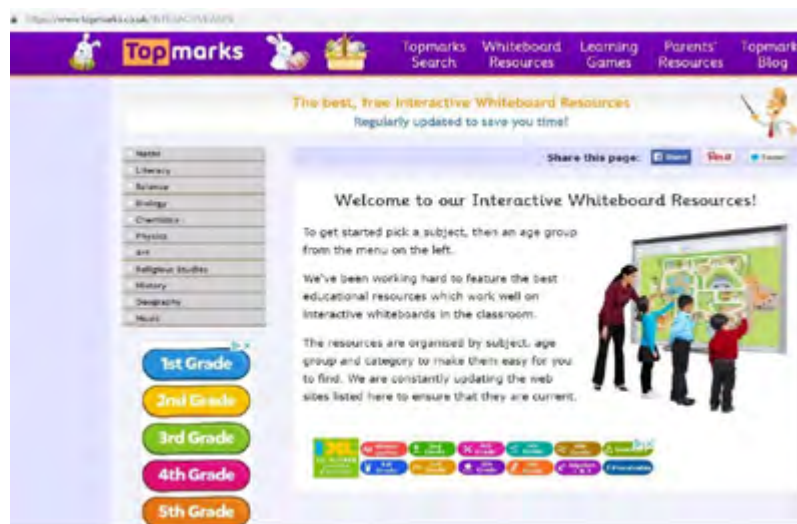 Topmarks
Topmarks Search
Whiteboard Resources
Learning Games
Parents' Resources
Topmark Blog
The best, free Interactive Whiteboard Resources
Regularly updated to save you time!
Share this page:
Maths
Literacy
Science
Biology
Chemistry
Physics
Art
Religious Studies
History
Geography
Music
Welcome to our Interactive Whiteboard Resources!
To get started pick a subject, then an age group
from the menu on the left.
We've been working hard to feature the best
educational resources which work well on
interactive whiteboards in the classroom.
The resources are organised by subject, age
group and category to make them easy for you
to find. We are constantly updating the web
sites listed here to ensure that they are current.
1st Grade
2nd Grade
3rd Grade
4th Grade
5th Grade